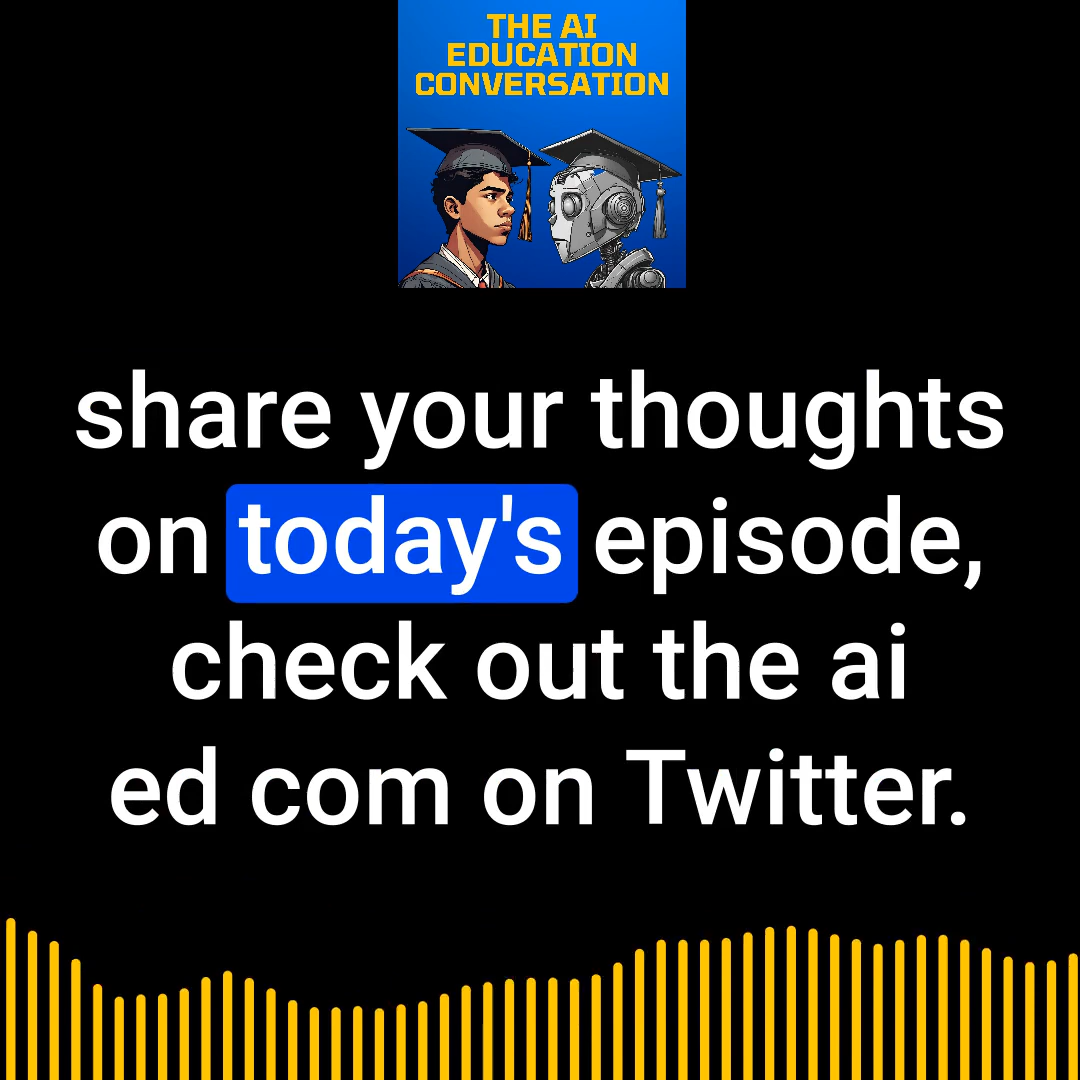 THE AI
EDUCATION
CONVERSATION
share your thoughts
on today's episode,
check out the ai
ed com on Twitter.